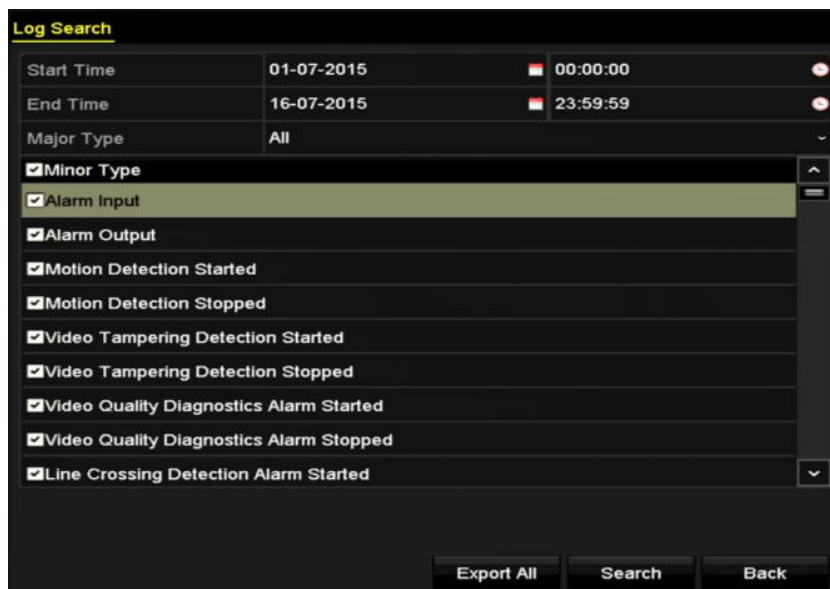 Log Search
Start Time 01-07-2015 00:00:00
End Time 16-07-2015 23:59:59
Major Type All
Minor Type
Alarm Input
Alarm Output
Motion Detection Started
Motion Detection Stopped
Video Tampering Detection Started
Video Tampering Detection Stopped
Video Quality Diagnostics Alarm Started
Video Quality Diagnostics Alarm Stopped
Line Crossing Detection Alarm Started
Export All Search Back